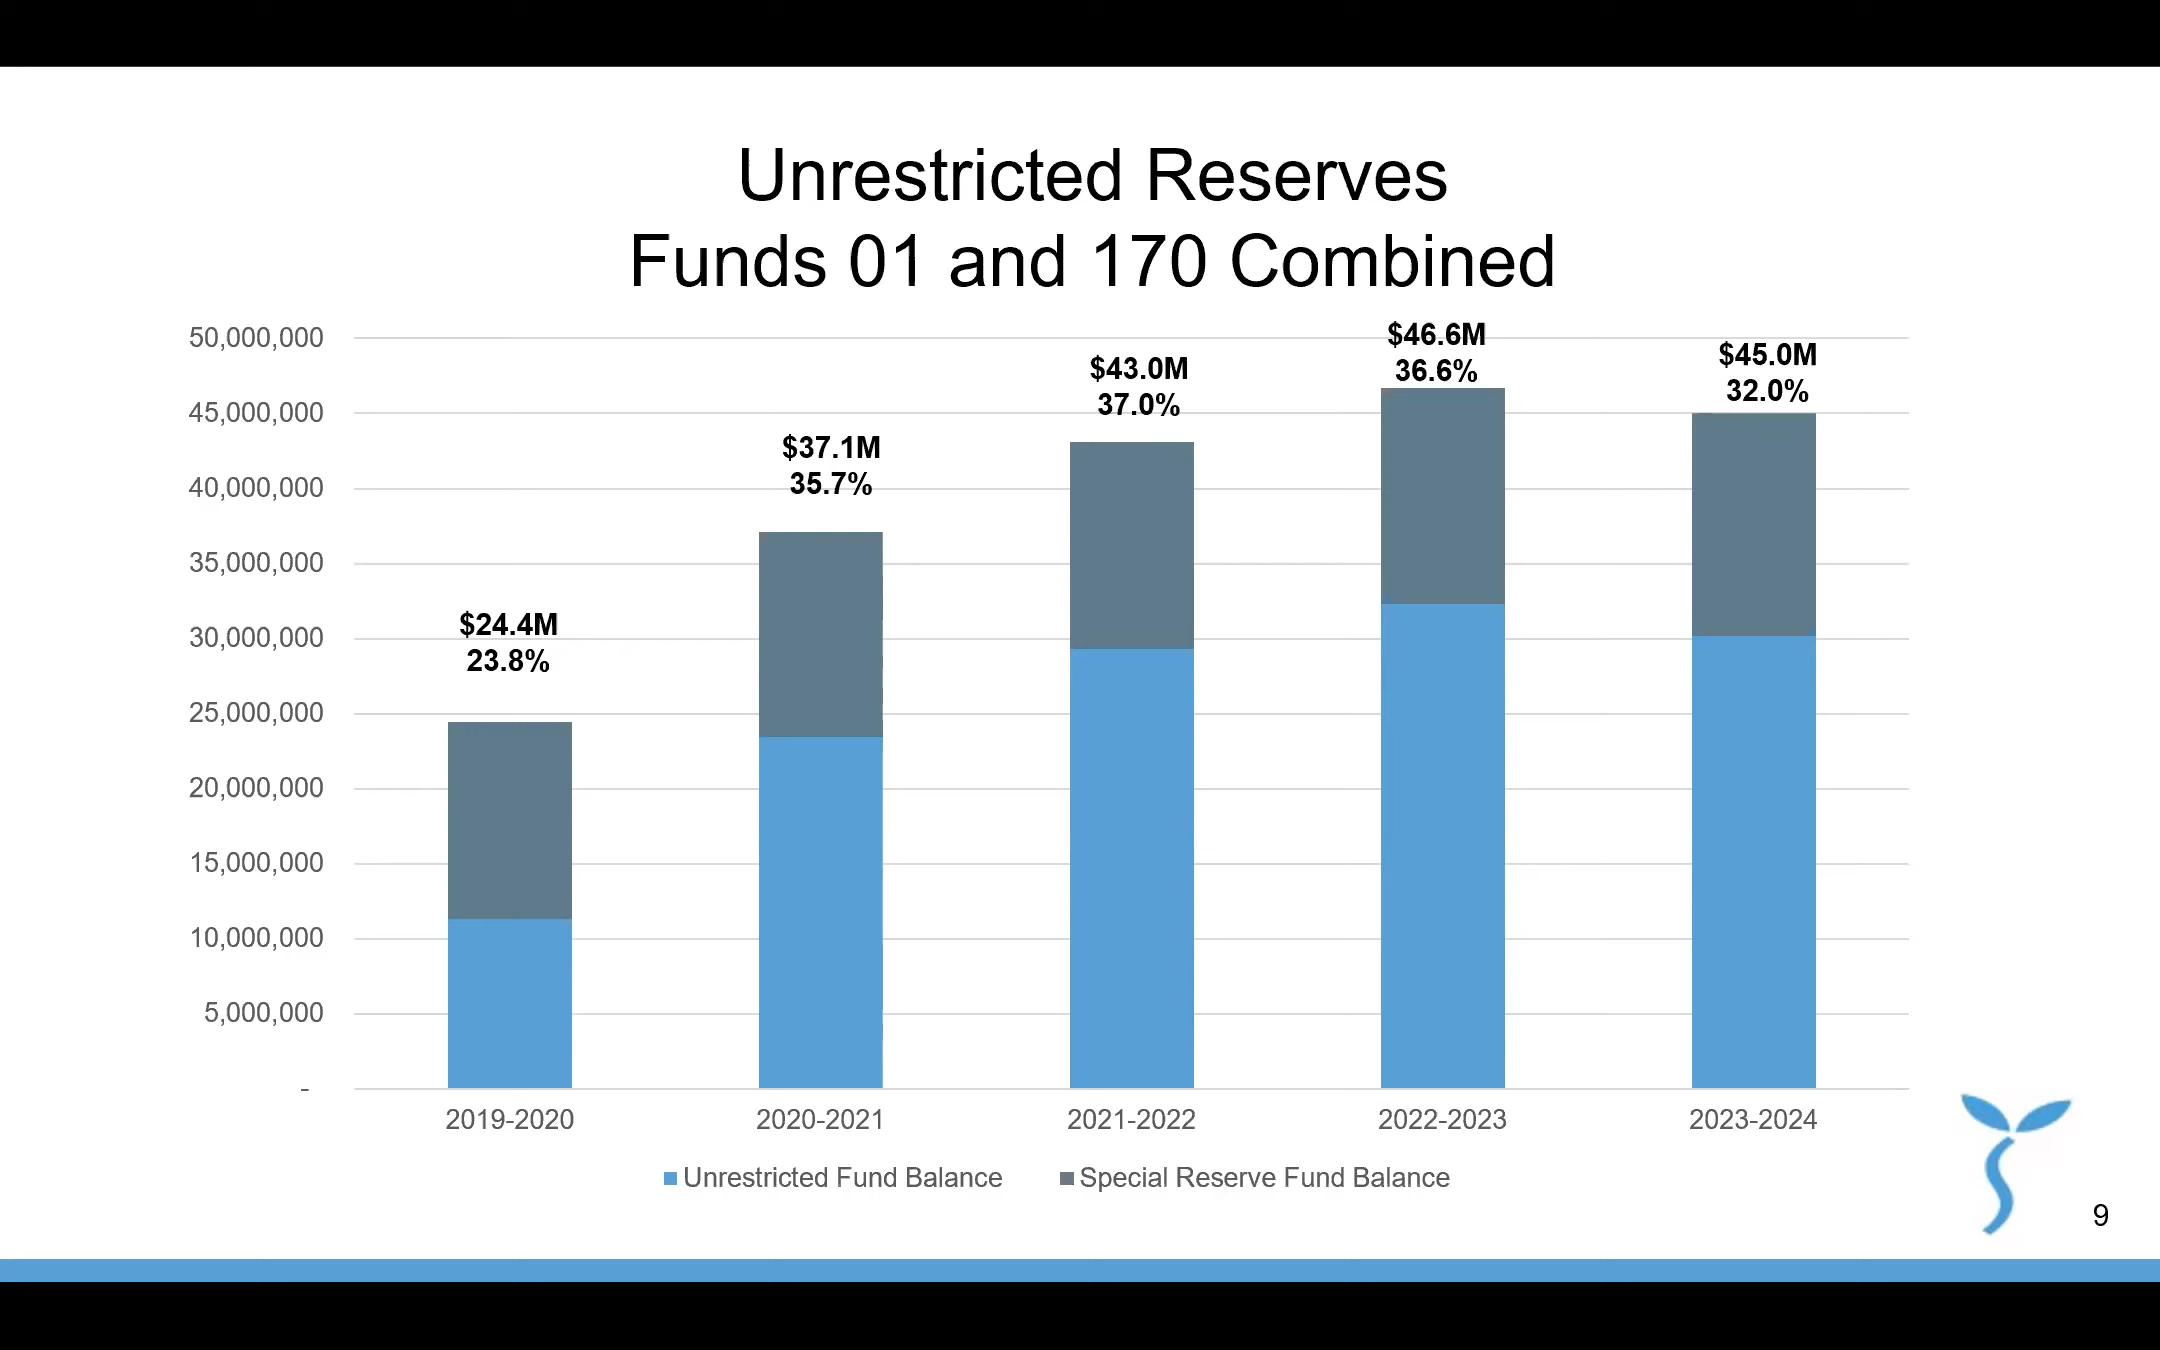 Unrestricted Reserves
Funds 01 and 170 Combined
50,000,000
45,000,000
40,000,000
35,000,000
30,000,000
25,000,000
20,000,000
15,000,000
10,000,000
5,000,000
-
$24.4M
23.8%
$37.1M
35.7%
$43.0M
37.0%
$46.6M
36.6%
$45.0M
32.0%
2019-2020
2020-2021
2021-2022
2022-2023
2023-2024
Unrestricted Fund Balance
Special Reserve Fund Balance
9